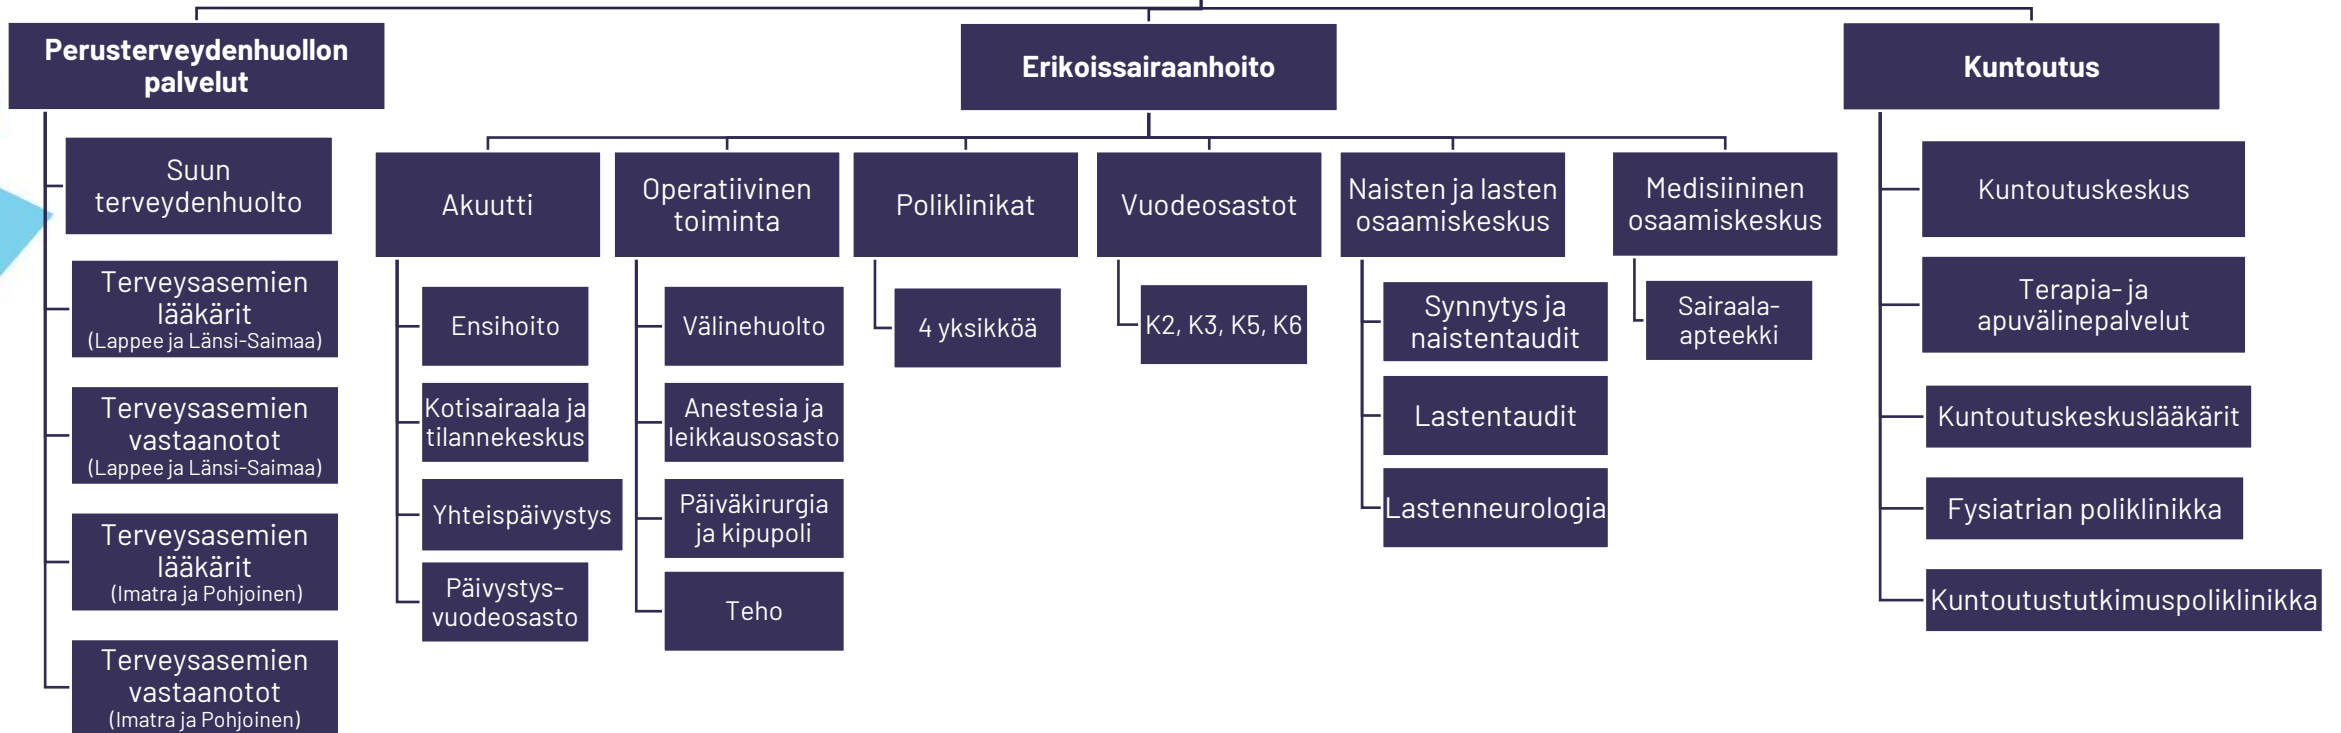 Perusterveydenhuollon
palvelut
Suun
terveydenhuolto
Terveysasemien
lääkärit
(Lappee ja Länsi-Saimaa)
Terveysasemien
vastaanotot
(Lappee ja Länsi-Saimaa)
Terveysasemien
lääkärit
(Imatra ja Pohjoinen)
Terveysasemien
vastaanotot
(Imatra ja Pohjoinen)
Erikoissairaanhoito
Akuutti
Ensihoito
Kotisairaala ja
tilannekeskus
Yhteispäivystys
Päivystys-
vuodeosasto
Operatiivinen
toiminta
Välinehuolto
Anestesia ja
leikkausosasto
Päiväkirurgia
ja kipupoli
Teho
Poliklinikat
4 yksikköä
Vuodeosastot
K2, K3, K5, K6
Naisten ja lasten
osaamiskeskus
Synnytys ja
naistentaudit
Lastentaudit
Lastenneurologia
Medisiininen
osaamiskeskus
Sairaala-
apteekki
Kuntoutus
Kuntoutuskeskus
Terapia- ja
apuvälinepalvelut
Kuntoutuskeskuslääkärit
Fysiatrian poliklinikka
Kuntoutustutkimuspoliklinikka